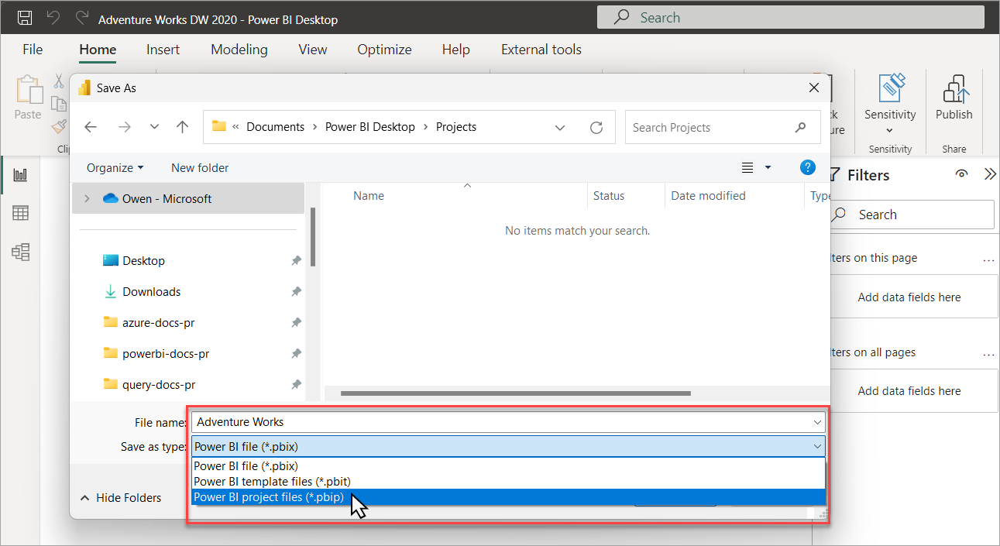 Adventure Works DW 2020 - Power BI Desktop
Search
File Home Insert Modeling View Optimize Help External tools
Save As
Paste
Sensitivity
Publish
Sensitivity
Share
« Documents > Power BI Desktop > Projects
Search Projects
Organize
New folder
?
Filters
Owen - Microsoft
Name Status Date modified Type
Search
No items match your search.
Desktop
Downloads
azure-docs-pr
powerbi-docs-pr
query-docs-pr
ters on this page
...
Add data fields here
ters on all pages
...
Add data fields here
File name: Adventure Works
Save as type: Power BI file (*.pbix)
Power BI file (*.pbix)
Power BI template files (*.pbit)
Power BI project files (*.pbip)
Hide Folders